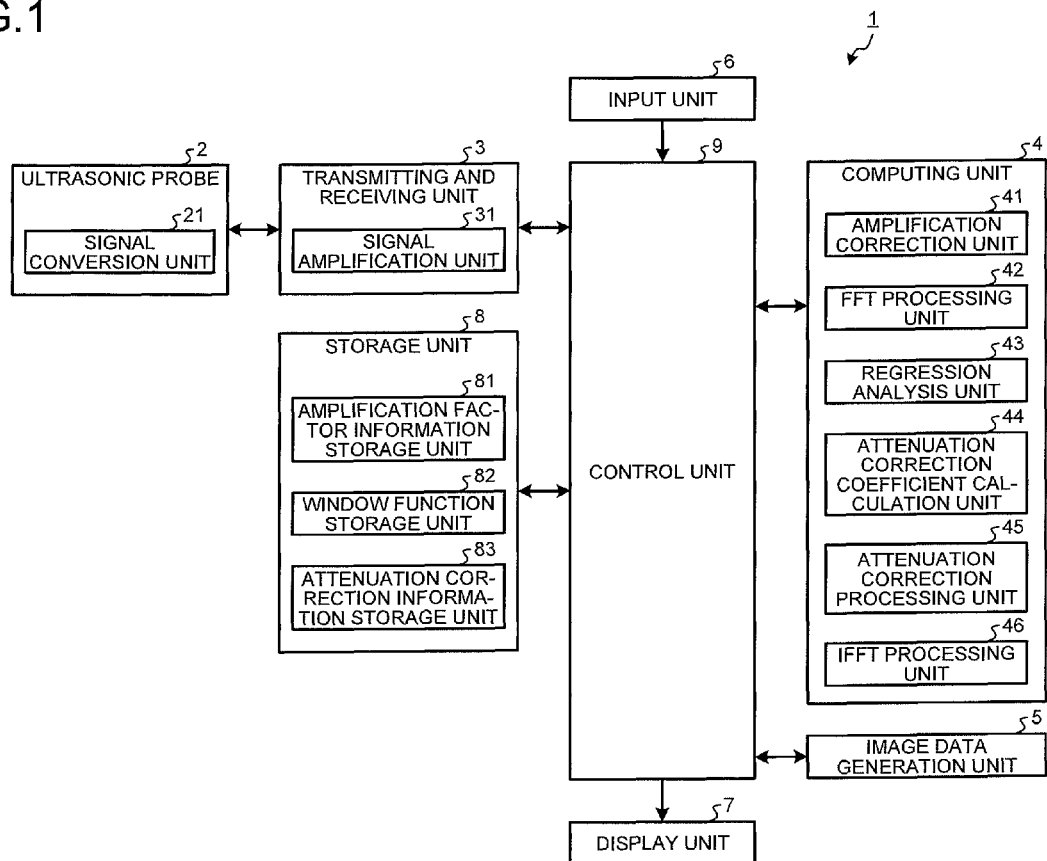 G.1
1
6
INPUT UNIT
2
ULTRASONIC PROBE
21
SIGNAL
CONVERSION UNIT
3
TRANSMITTING AND
RECEIVING UNIT
31
SIGNAL
AMPLIFICATION UNIT
9
CONTROL UNIT
4
COMPUTING UNIT
41
AMPLIFICATION
CORRECTION UNIT
42
FFT PROCESSING
UNIT
43
REGRESSION
ANALYSIS UNIT
44
ATTENUATION
CORRECTION
COEFFICIENT CAL-
CULATION UNIT
45
ATTENUATION
CORRECTION
PROCESSING UNIT
46
IFFT PROCESSING
UNIT
8
STORAGE UNIT
81
AMPLIFICATION FAC-
TOR INFORMATION
STORAGE UNIT
82
WINDOW FUNCTION
STORAGE UNIT
83
ATTENUATION COR-
RECTION INFORMA-
TION STORAGE UNIT
5
IMAGE DATA
GENERATION UNIT
7
DISPLAY UNIT